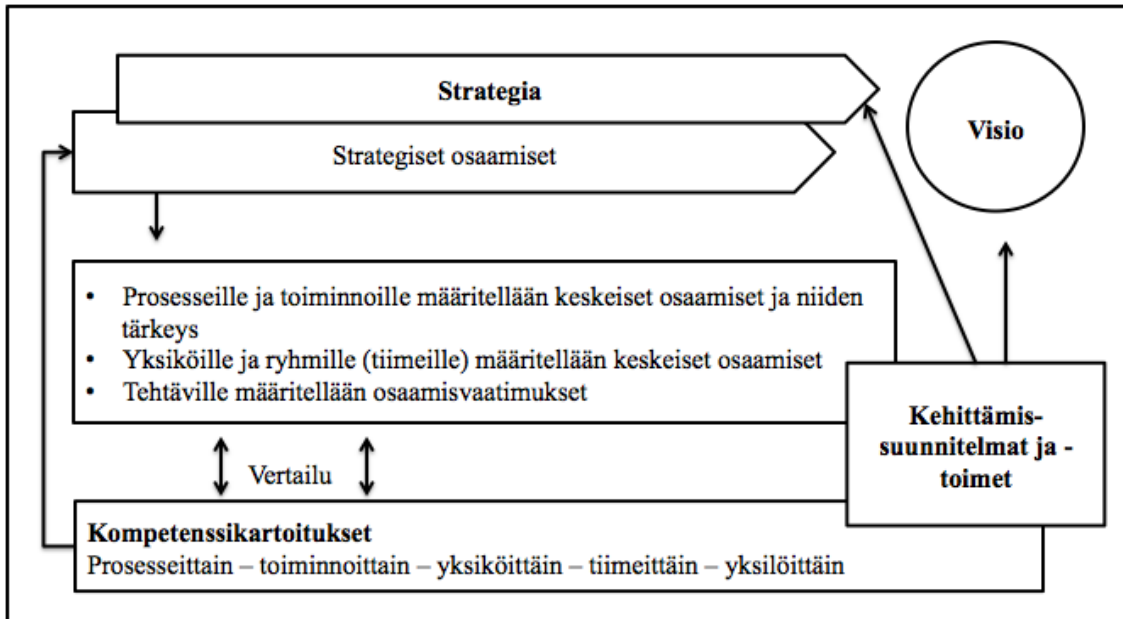 Strategia
Visio
Strategiset osaamiset
• Prosesseille ja toiminnoille määritellään keskeiset osaamiset ja niiden
tärkeys
• Yksiköille ja ryhmille (tiimeille) määritellään keskeiset osaamiset
• Tehtäville määritellään osaamisvaatimukset
Kehittämis-
suunnitelmat ja -
toimet
Vertailu
Kompetenssikartoitukset
Prosesseittain – toiminnoittain – yksiköittäin – tiimeittäin – yksilöittäin